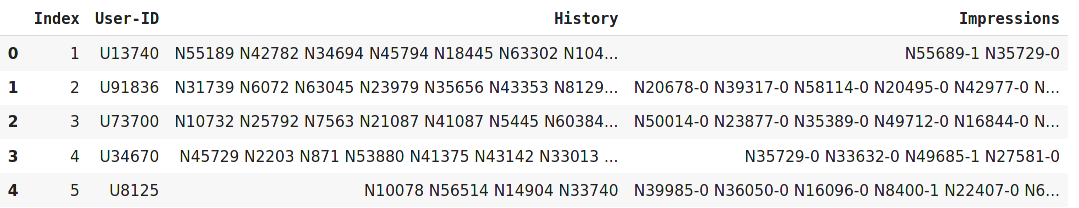 Index User-ID History Impressions
0 1 U13740 N55189 N42782 N34694 N45794 N18445 N63302 N104... N55689-1 N35729-0
1 2 U91836 N31739 N6072 N63045 N23979 N35656 N43353 N8129... N20678-0 N39317-0 N58114-0 N20495-0 N42977-0 N...
2 3 U73700 N10732 N25792 N7563 N21087 N41087 N5445 N60384... N50014-0 N23877-0 N35389-0 N49712-0 N16844-0 N...
3 4 U34670 N45729 N2203 N871 N53880 N41375 N43142 N33013 ... N35729-0 N33632-0 N49685-1 N27581-0
4 5 U8125 N10078 N56514 N14904 N33740 N39985-0 N36050-0 N16096-0 N8400-1 N22407-0 N6...